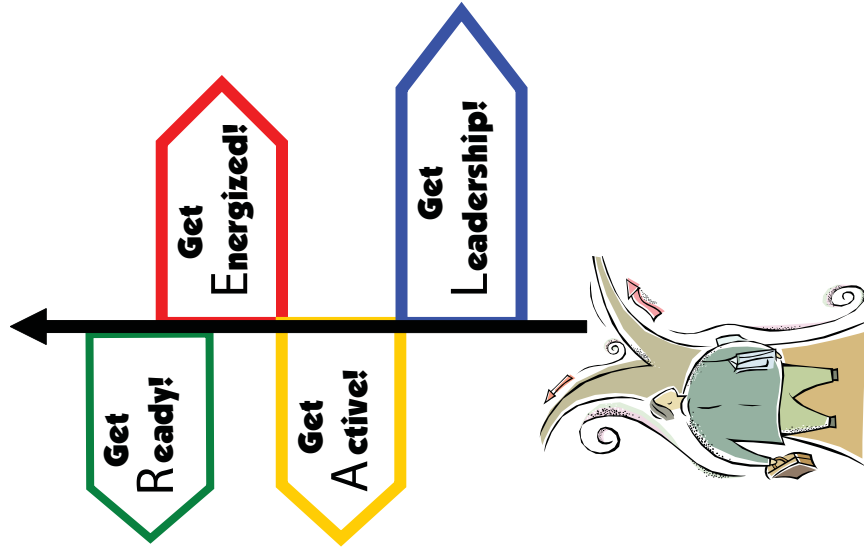 Get
Ready!
Get
Energized!
Get
Active!
Get
Leadership!